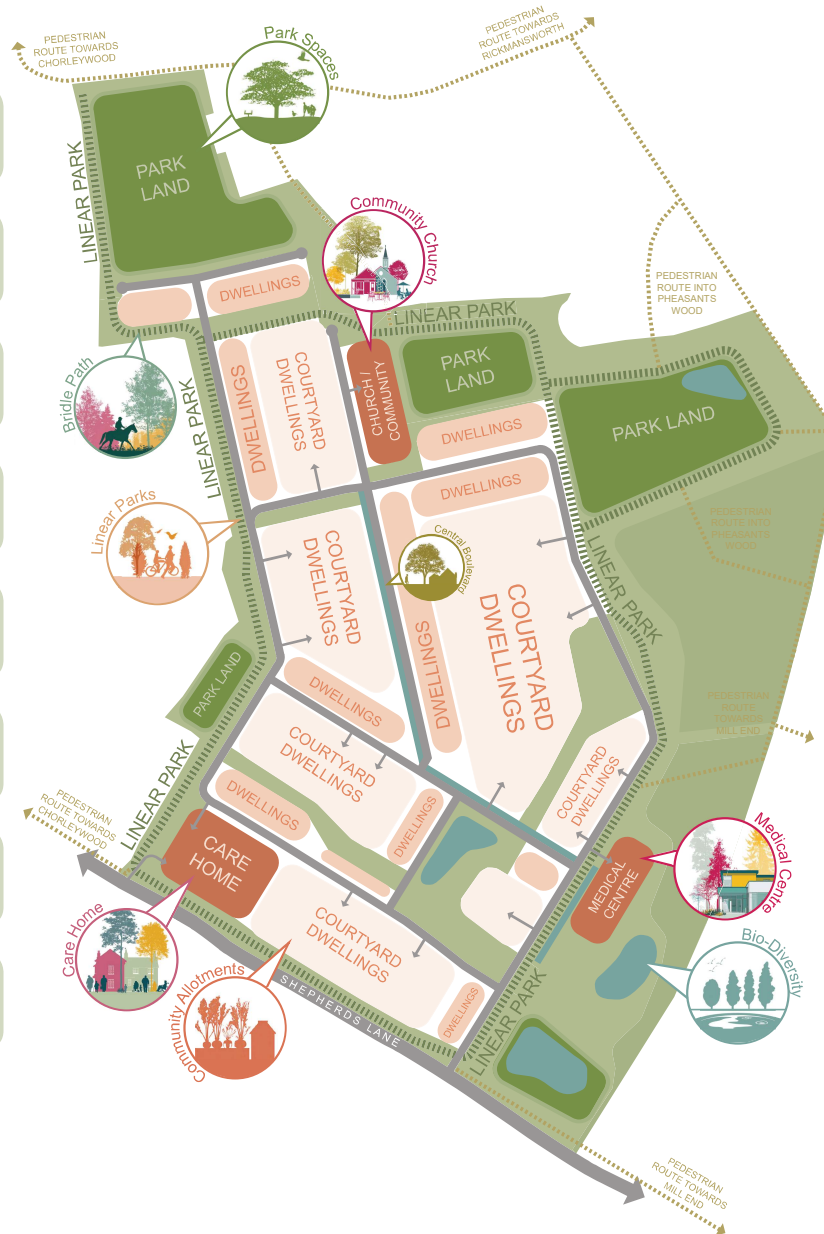 PEDESTRIAN
ROUTE TOWARDS
CHORLEYWOOD
Park Spaces
PEDESTRIAN
ROUTE TOWARDS
RICKMANSWORTH
LINEAR PARK
PARK
LAND
Community Church
PEDESTRIAN
ROUTE INTO
PHEASANTS
WOOD
DWELLINGS
LINEAR PARK
Bridle Path
LINEAR PARK
DWELLINGS
COURTYARD
DWELLINGS
CHURCH /
COMMUNITY
PARK
LAND
DWELLINGS
PARK LAND
DWELLINGS
Linear Parks
COURTYARD
DWELLINGS
Central Boulevard
DWELLINGS
COURTYARD
DWELLINGS
LINEAR PARK
PEDESTRIAN
ROUTE INTO
PHEASANTS
WOOD
PARK LAND
DWELLINGS
PEDESTRIAN
ROUTE
TOWARDS
MILL END
LINEAR PARK
COURTYARD
DWELLINGS
COURTYARD
DWELLINGS
PEDESTRIAN
ROUTE TOWARDS
CHORLEYWOOD
DWELLINGS
DWELLINGS
CARE
HOME
MEDICAL
CENTRE
Medical Centre
Care Home
COURTYARD
DWELLINGS
Bio-Diversity
Community Allotments
SHEPHERDS LANE
DWELLINGS
LINEAR PARK
PEDESTRIAN
ROUTE TOWARDS
MILL END